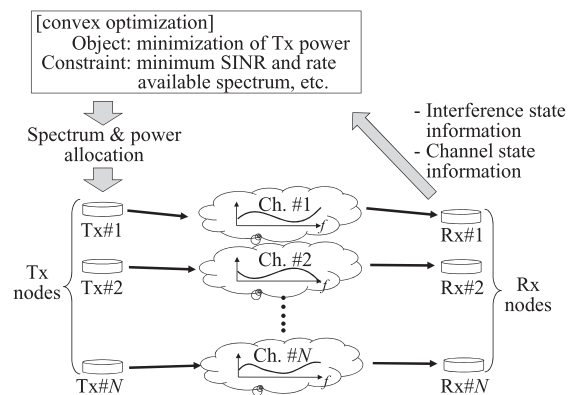 [convex optimization]
Object: minimization of Tx power
Constraint: minimum SINR and rate
available spectrum, etc.
Spectrum & power
allocation
- Interference state
information
- Channel state
information
Ch. #1
f
Tx#1
Rx#1
Ch. #2
f
Tx#2
Rx#2
Tx
nodes
Rx
nodes
Ch. #N
f
Tx#N
Rx#N